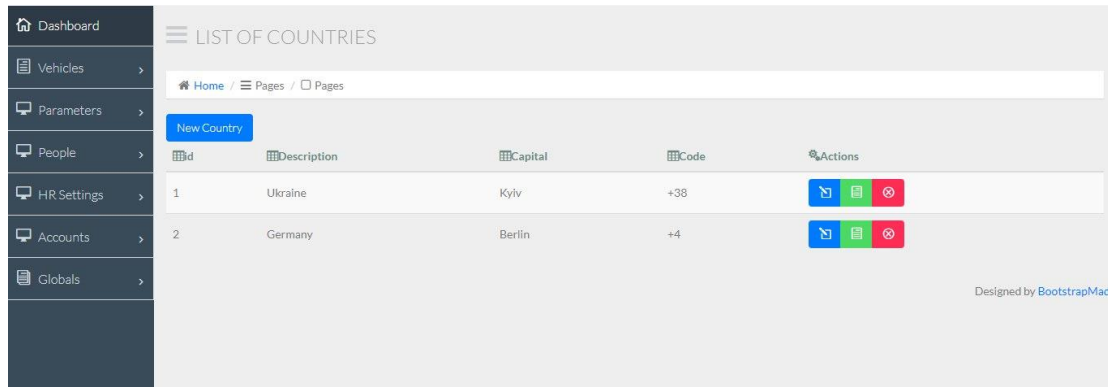 Dashboard
Vehicles
Parameters
People
HR Settings
Accounts
Globals
LIST OF COUNTRIES
Home / Pages / Pages
New Country
id Description Capital Code Actions
1 Ukraine Kyiv +38
2 Germany Berlin +4
Designed by BootstrapMad